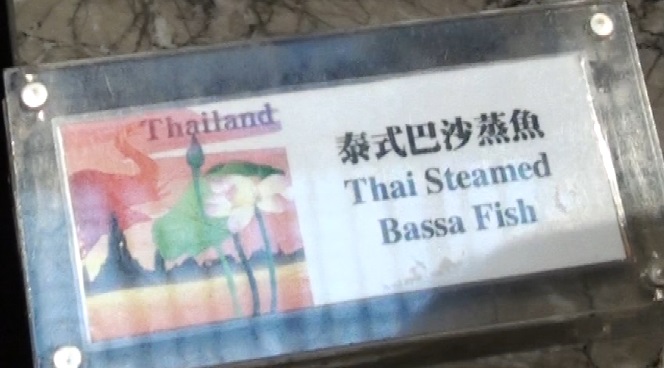 Thailand
泰式巴沙蒸魚
Thai Steamed
Bassa Fish